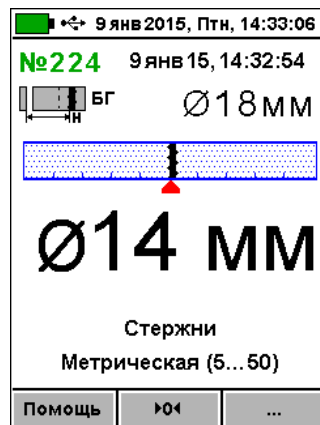 9 янв 2015, Птн, 14:33:06
№224 9 янв 15, 14:32:54
БГ Ø18мм
H
Ø14 мм
Стержни
Метрическая (5...50)
Помощь ▸0◂ ...